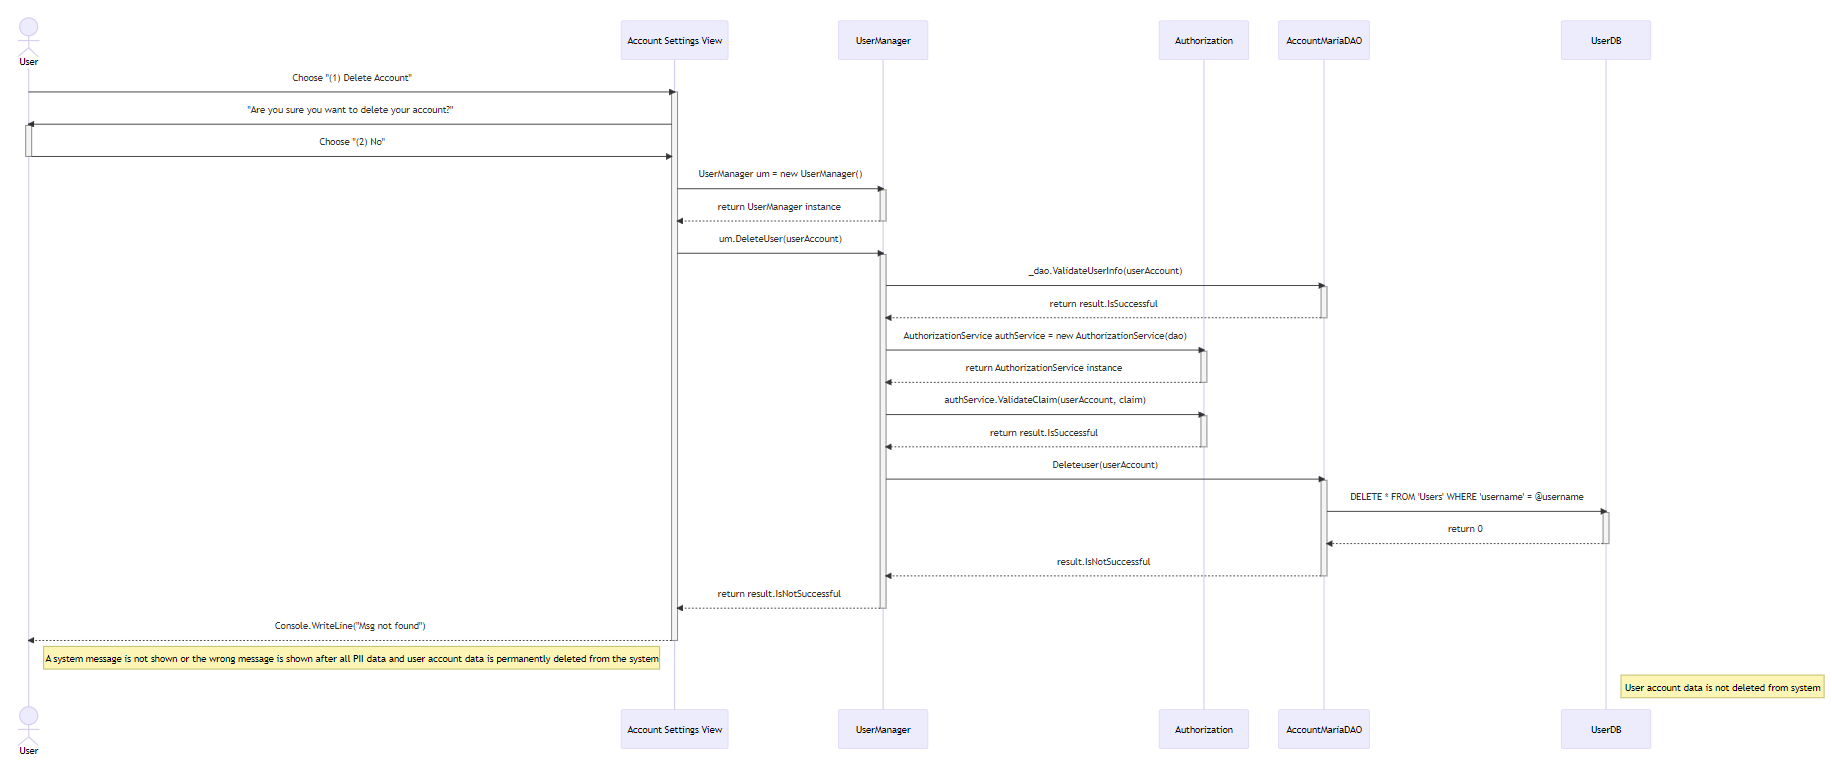 User
Account Settings View
UserManager
Authorization
AccountMariaDAO
UserDB
Choose "(1) Delete Account"
"Are you sure you want to delete your account?"
Choose "(2) No"
UserManager um = new UserManager()
return UserManager instance
um.DeleteUser(userAccount)
_dao.ValidateUserInfo(userAccount)
return result.IsSuccessful
AuthorizationService authService = new AuthorizationService(dao)
return AuthorizationService instance
authService.ValidateClaim(userAccount, claim)
return result.IsSuccessful
Deleteuser(userAccount)
DELETE * FROM 'Users' WHERE 'username' = @username
return 0
result.IsNotSuccessful
return result.IsNotSuccessful
Console.WriteLine("Msg not found")
A system message is not shown or the wrong message is shown after all PII data and user account data is permanently deleted from the system
User account data is not deleted from system
User
Account Settings View
UserManager
Authorization
AccountMariaDAO
UserDB